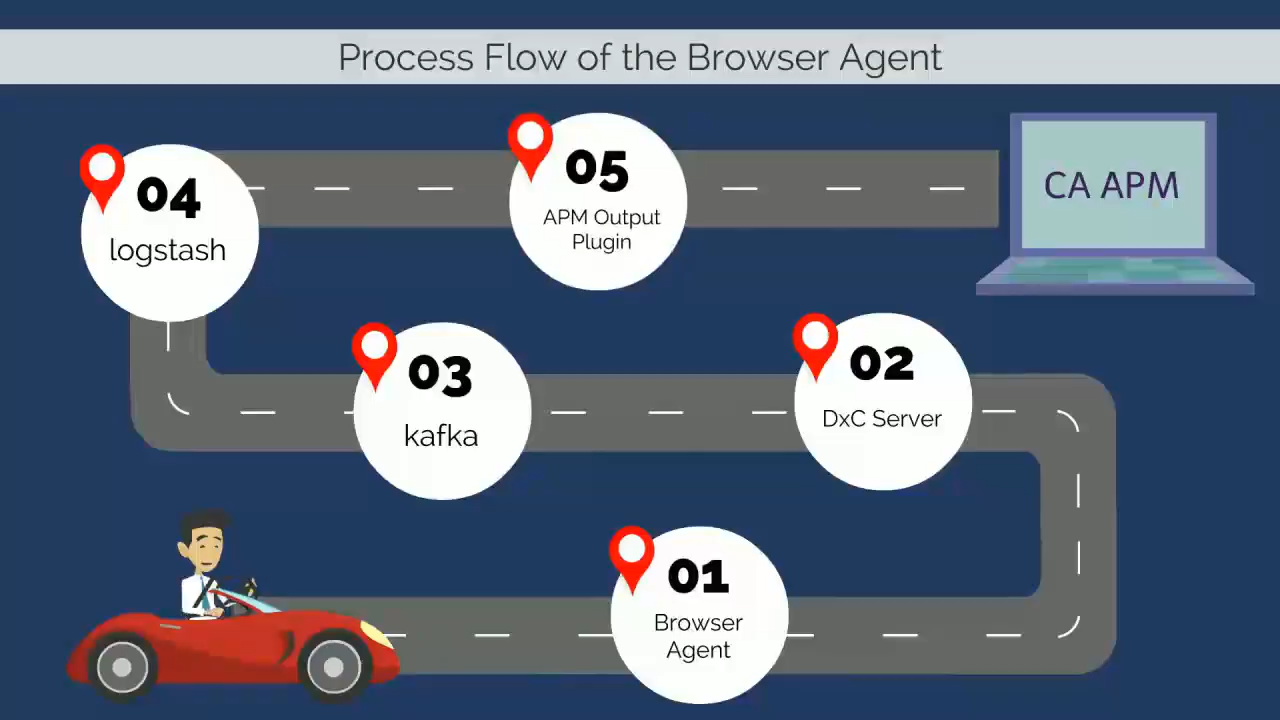 Process Flow of the Browser Agent
04
logstash
05
APM Output
Plugin
CA APM
03
kafka
02
DxC Server
01
Browser
Agent